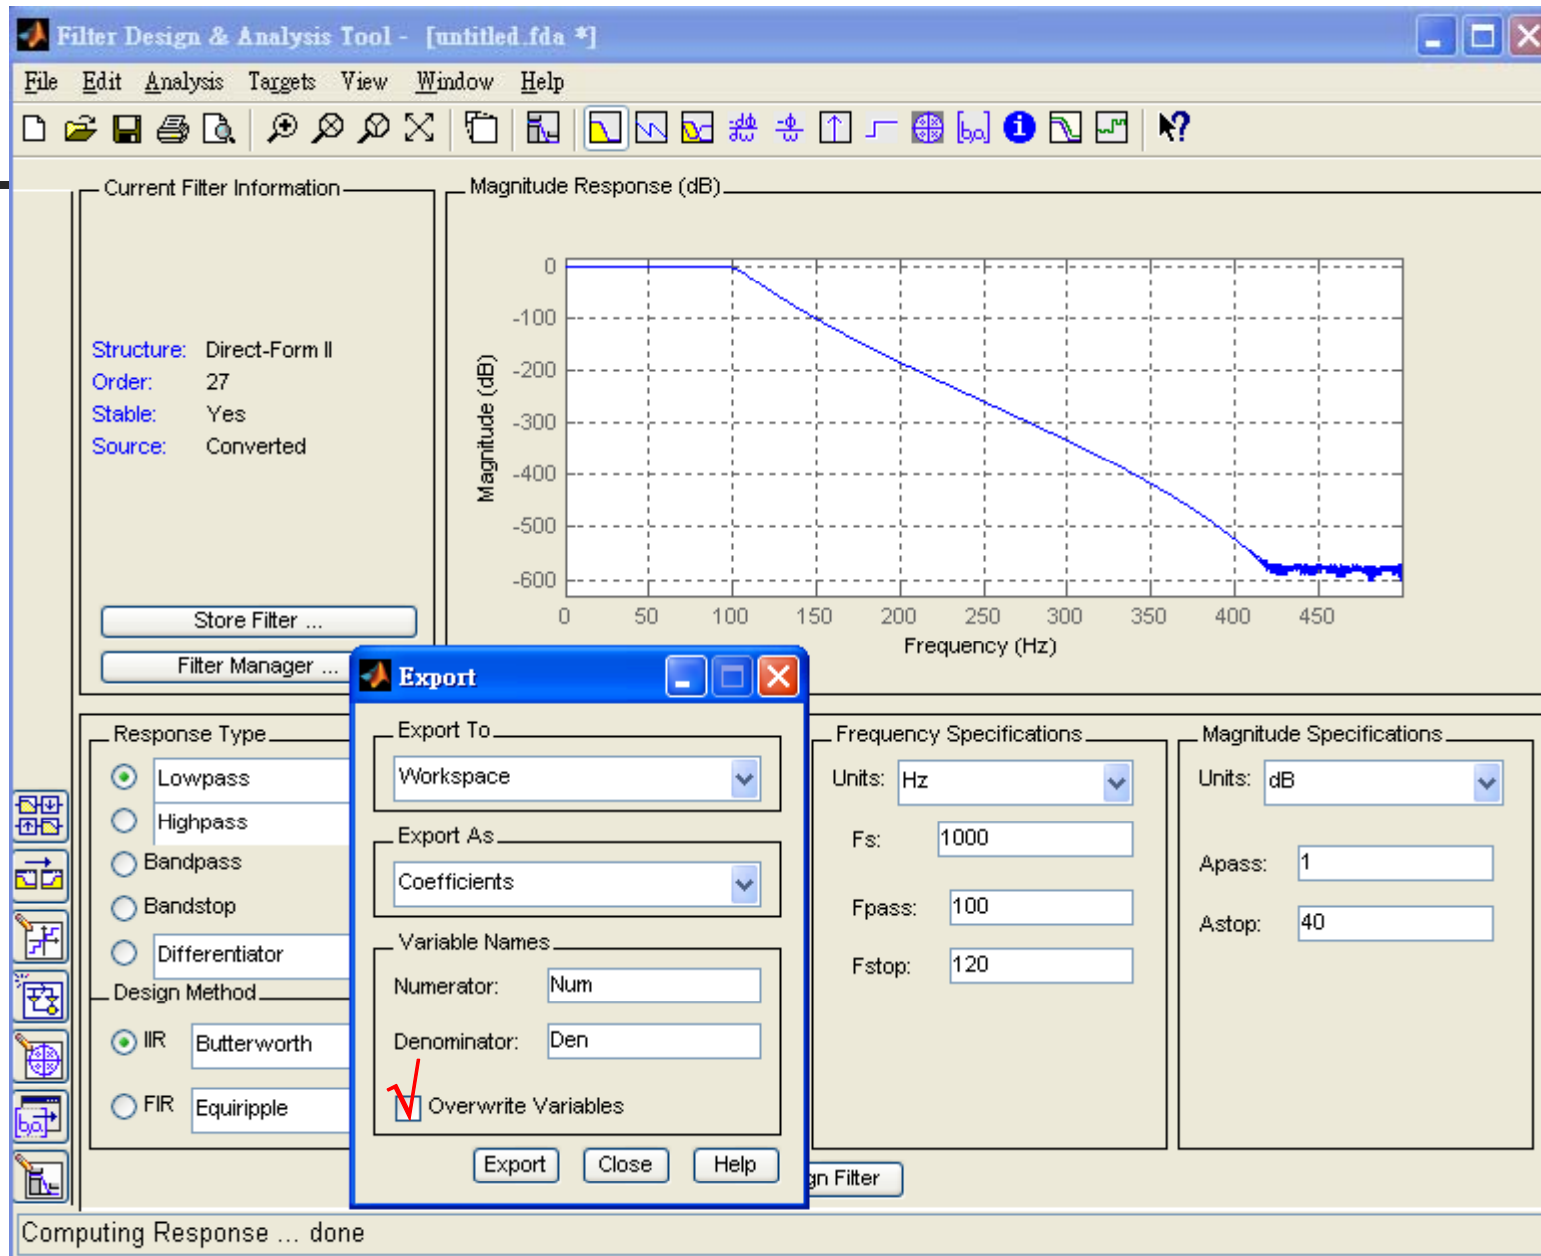 Filter Design & Analysis Tool - [untitled.fda *]
File Edit Analysis Targets View Window Help
Current Filter Information
Structure: Direct-Form II
Order: 27
Stable: Yes
Source: Converted
Store Filter ...
Filter Manager ...
Magnitude Response (dB)
Magnitude (dB)
0
-100
-200
-300
-400
-500
-600
0 50 100 150 200 250 300 350 400 450
Frequency (Hz)
Response Type
Lowpass
Highpass
Bandpass
Bandstop
Differentiator
Design Method
IIR Butterworth
FIR Equiripple
Export
Export To
Workspace
Export As
Coefficients
Variable Names
Numerator: Num
Denominator: Den
√ Overwrite Variables
Export Close Help
Frequency Specifications
Units: Hz
Fs: 1000
Fpass: 100
Fstop: 120
Magnitude Specifications
Units: dB
Apass: 1
Astop: 40
gn Filter
Computing Response ... done